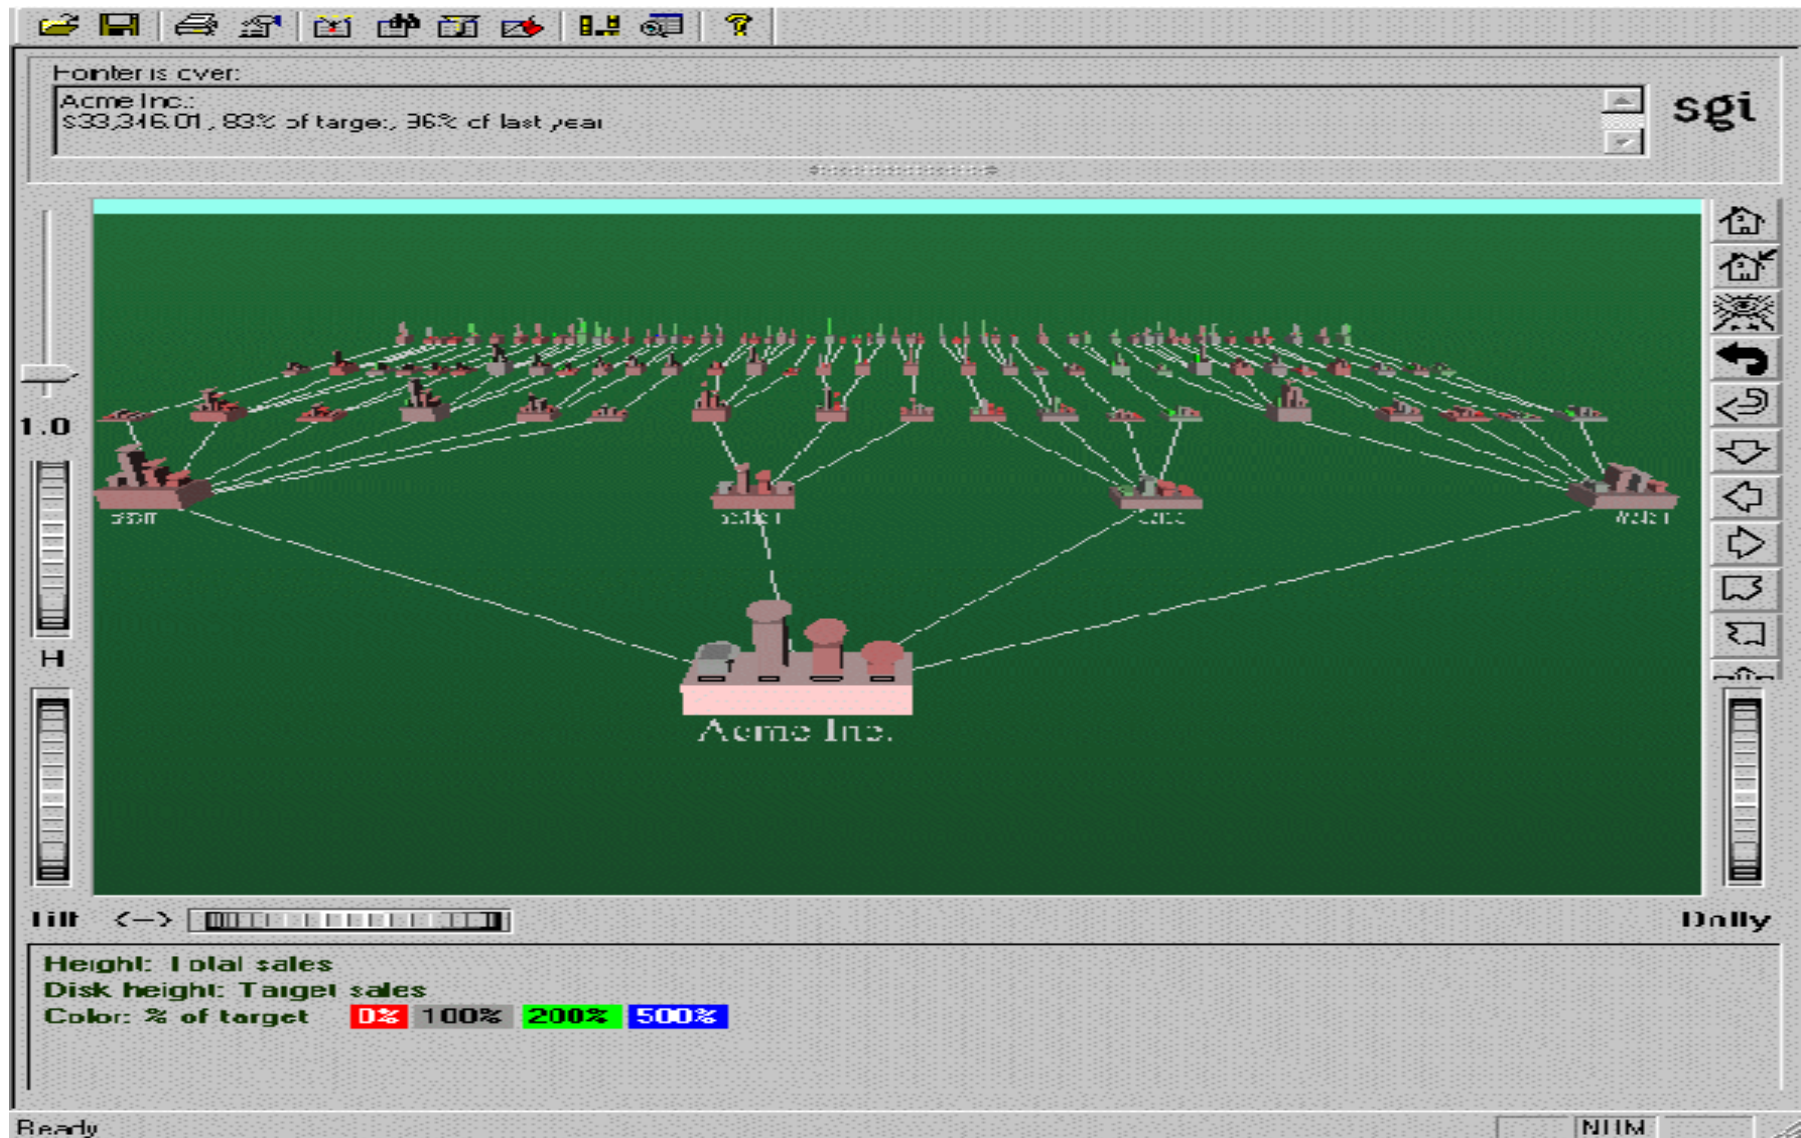 Pointer is over:
Acme Inc.:
$33,346.01, 83% of target, 96% of last year
sgi
1.0
H
Acme Inc.
Tilt <-> Dolly
Height: Total sales
Disk height: Target sales
Color: % of target 0% 100% 200% 500%
Ready NUM